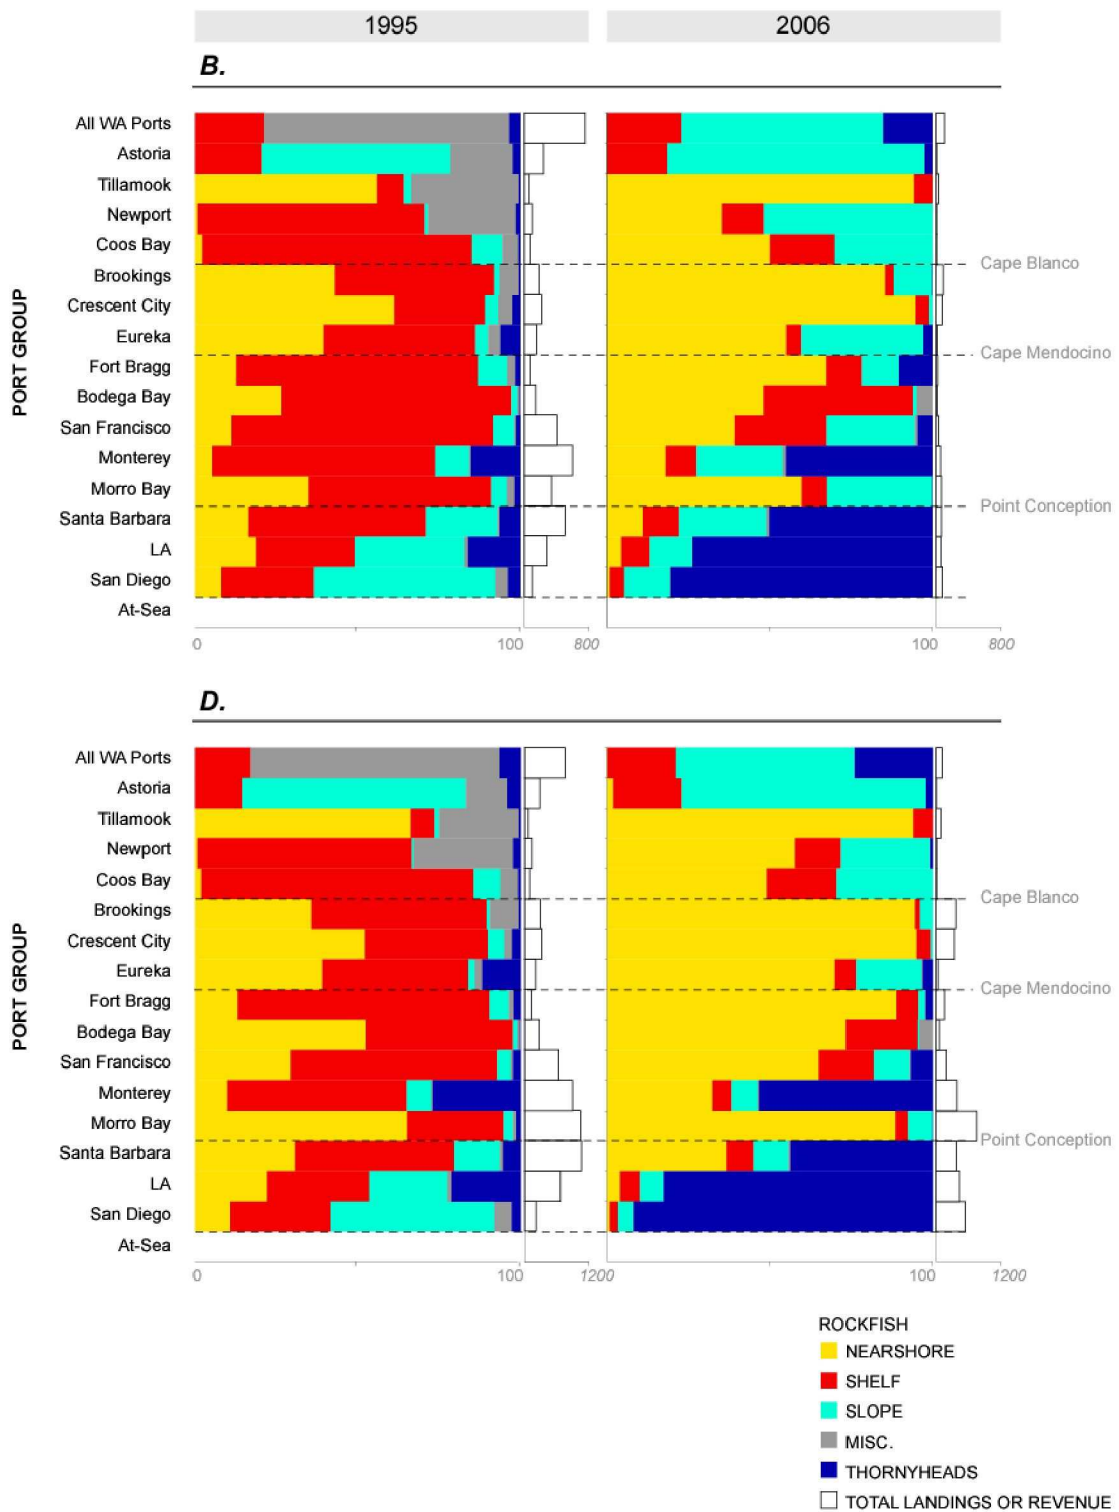 1995 2006
B.
PORT GROUP
All WA Ports
Astoria
Tillamook
Newport
Coos Bay
Cape Blanco
Brookings
Crescent City
Eureka
Cape Mendocino
Fort Bragg
Bodega Bay
San Francisco
Monterey
Morro Bay
Point Conception
Santa Barbara
LA
San Diego
At-Sea
0 100 800 100 800
D.
PORT GROUP
All WA Ports
Astoria
Tillamook
Newport
Coos Bay
Cape Blanco
Brookings
Crescent City
Eureka
Cape Mendocino
Fort Bragg
Bodega Bay
San Francisco
Monterey
Morro Bay
Point Conception
Santa Barbara
LA
San Diego
At-Sea
0 100 1200 100 1200
ROCKFISH
NEARSHORE
SHELF
SLOPE
MISC.
THORNYHEADS
TOTAL LANDINGS OR REVENUE